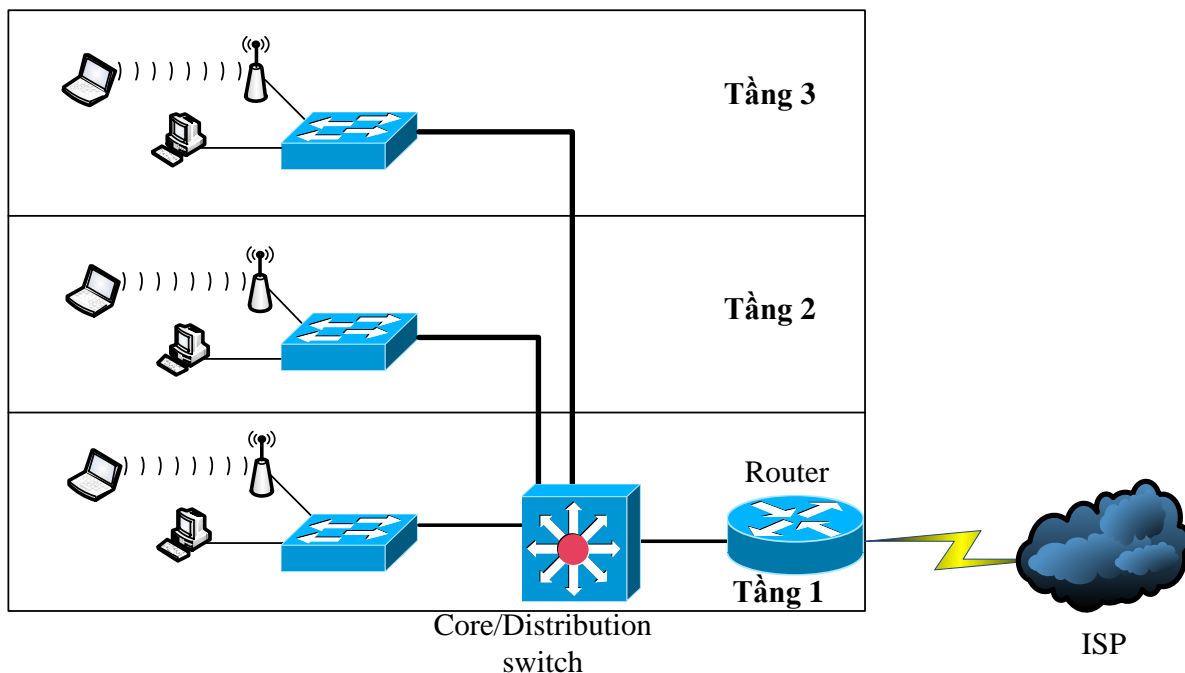 Tầng 3
Tầng 2
Router
Tầng 1
Core/Distribution
switch
ISP